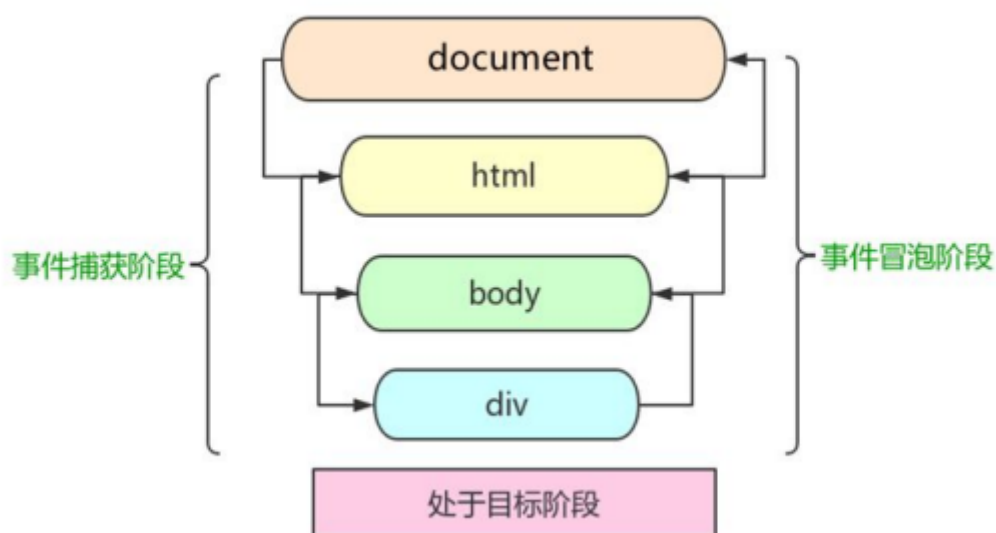 document
html
事件捕获阶段
事件冒泡阶段
body
div
处于目标阶段